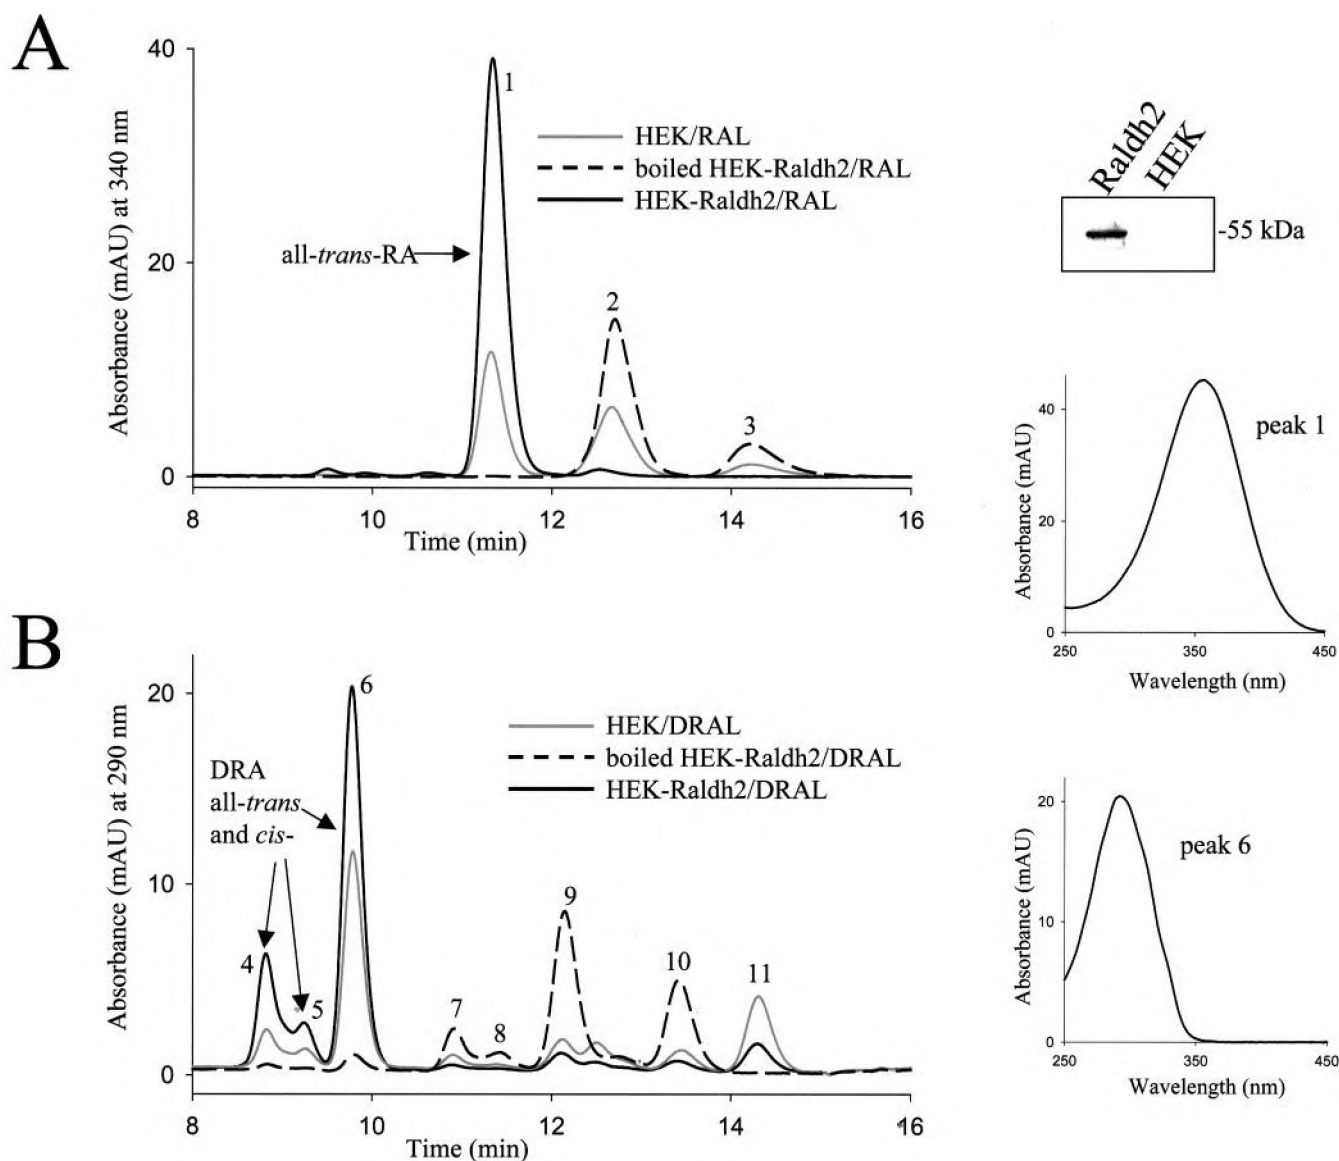 A
Absorbance (mAU) at 340 nm
40
20
0
1
2
3
HEK/RAL
boiled HEK-Raldh2/RAL
HEK-Raldh2/RAL
all-trans-RA
8
10
12
14
16
Time (min)
Raldh2
HEK
-55 kDa
Absorbance (mAU)
40
20
0
peak 1
250
350
450
Wavelength (nm)
B
Absorbance (mAU) at 290 nm
20
10
0
DRA
all-trans
and cis-
4
5
6
7
8
9
10
11
HEK/DRAL
boiled HEK-Raldh2/DRAL
HEK-Raldh2/DRAL
8
10
12
14
16
Time (min)
Absorbance (mAU)
20
10
0
peak 6
250
350
450
Wavelength (nm)